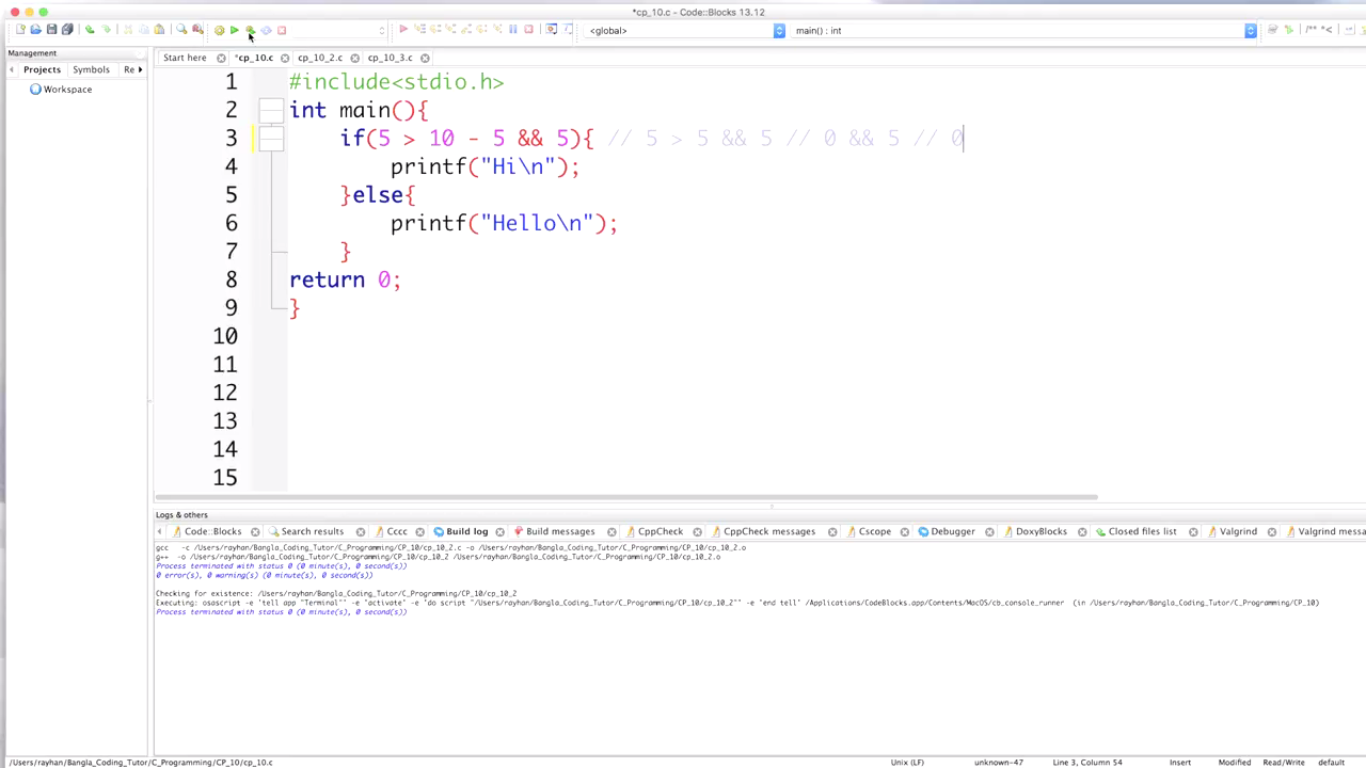 *cp_10.c - Code::Blocks 13.12
<global> main() : int
Management
Projects Symbols Re
Workspace
Start here *cp_10.c cp_10_2.c cp_10_3.c
1 #include<stdio.h>
2 int main(){
3 if(5 > 10 - 5 && 5){ // 5 > 5 && 5 // 0 && 5 // 0
4 printf("Hi\n");
5 }else{
6 printf("Hello\n");
7 }
8 return 0;
9 }
10
11
12
13
14
15
Logs & others
Code::Blocks Search results Cccc Build log Build messages CppCheck CppCheck messages Cscope Debugger DoxyBlocks Closed files list Valgrind Valgrind messa
gcc -c /Users/rayhan/Bangla_Coding_Tutor/C_Programming/CP_10/cp_10_2.c -o /Users/rayhan/Bangla_Coding_Tutor/C_Programming/CP_10/cp_10_2.o
g++ -o /Users/rayhan/Bangla_Coding_Tutor/C_Programming/CP_10/cp_10_2 /Users/rayhan/Bangla_Coding_Tutor/C_Programming/CP_10/cp_10_2.o
Process terminated with status 0 (0 minute(s), 0 second(s))
0 error(s), 0 warning(s) (0 minute(s), 0 second(s))
Checking for existence: /Users/rayhan/Bangla_Coding_Tutor/C_Programming/CP_10/cp_10_2
Executing: osascript -e 'tell app "Terminal"' -e 'activate' -e 'do script "/Users/rayhan/Bangla_Coding_Tutor/C_Programming/CP_10/cp_10_2"' -e 'end tell' /Applications/CodeBlocks.app/Contents/MacOS/cb_console_runner (in /Users/rayhan/Bangla_Coding_Tutor/C_Programming/CP_10)
Process terminated with status 0 (0 minute(s), 0 second(s))
/Users/rayhan/Bangla_Coding_Tutor/C_Programming/CP_10/cp_10.c Unix (LF) unknown-47 Line 3, Column 54 Insert Modified Read/Write default